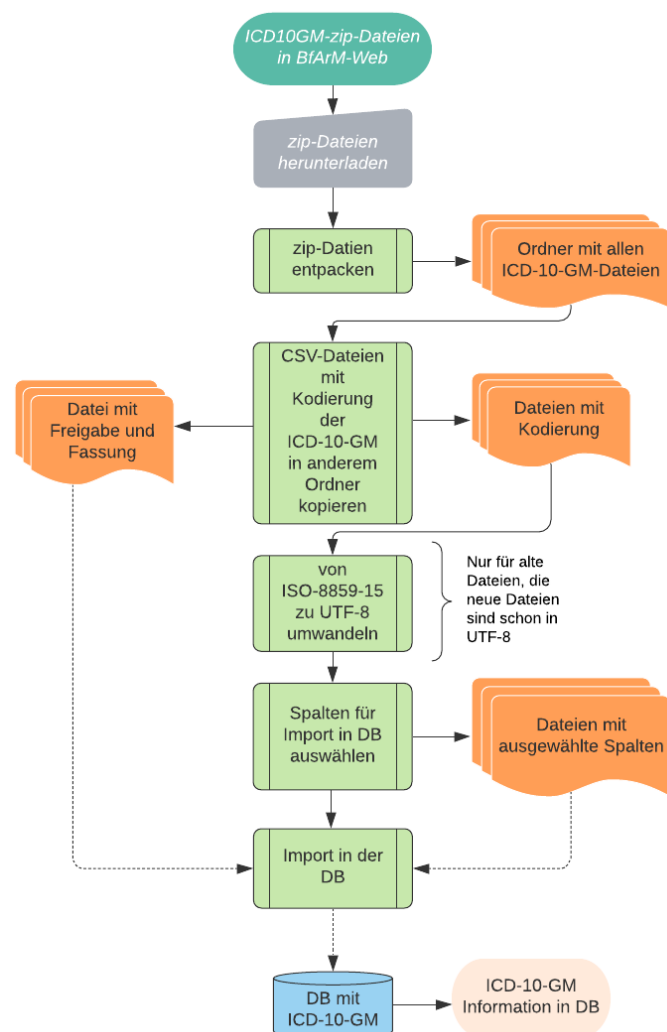 ICD10GM-zip-Dateien
in BfArM-Web
zip-Dateien
herunterladen
zip-Datien
entpacken
Ordner mit allen
ICD-10-GM-Dateien
CSV-Dateien
mit
Kodierung
der
ICD-10-GM
in anderem
Ordner
kopieren
Datei mit
Freigabe und
Fassung
Dateien mit
Kodierung
von
ISO-8859-15
zu UTF-8
umwandeln
Nur für alte
Dateien, die
neue Dateien
sind schon in
UTF-8
Spalten für
Import in DB
auswählen
Dateien mit
ausgewählte Spalten
Import in der
DB
DB mit
ICD-10-GM
ICD-10-GM
Information in DB